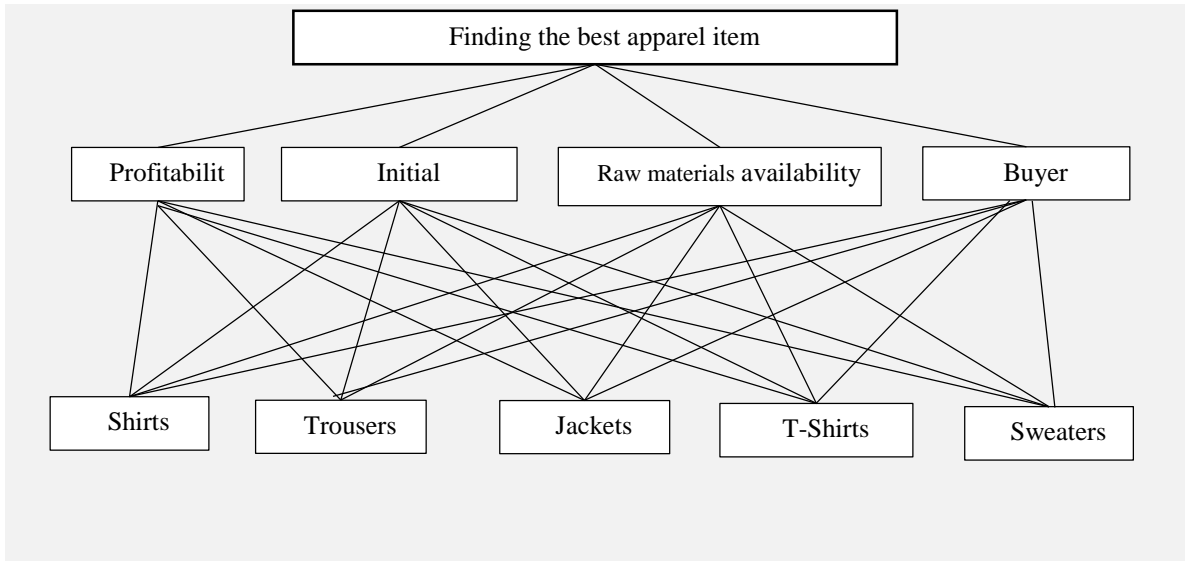 Finding the best apparel item
Profitabilit
Initial
Raw materials availability
Buyer
Shirts
Trousers
Jackets
T-Shirts
Sweaters